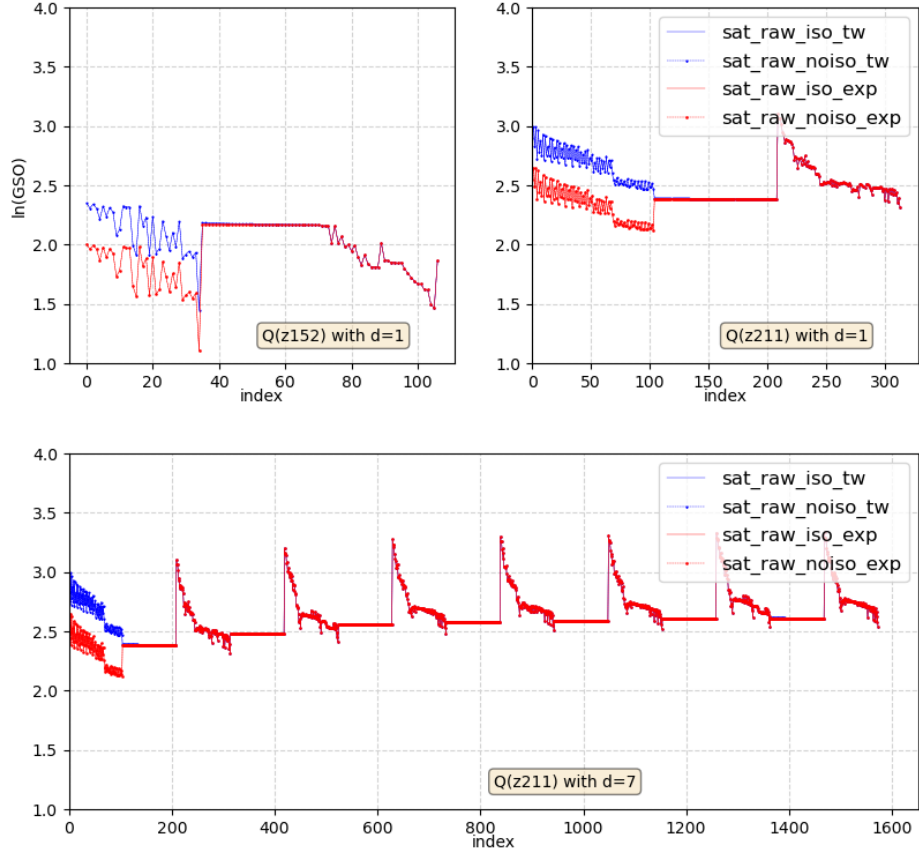 4.0
3.5
3.0
2.5
2.0
1.5
1.0
ln(GSO)
0
20
40
60
80
100
index
Q(z152) with d=1
4.0
3.5
3.0
2.5
2.0
1.5
1.0
0
50
100
150
200
250
300
index
sat_raw_iso_tw
sat_raw_noiso_tw
sat_raw_iso_exp
sat_raw_noiso_exp
Q(z211) with d=1
4.0
3.5
3.0
2.5
2.0
1.5
1.0
0
200
400
600
800
1000
1200
1400
1600
index
sat_raw_iso_tw
sat_raw_noiso_tw
sat_raw_iso_exp
sat_raw_noiso_exp
Q(z211) with d=7